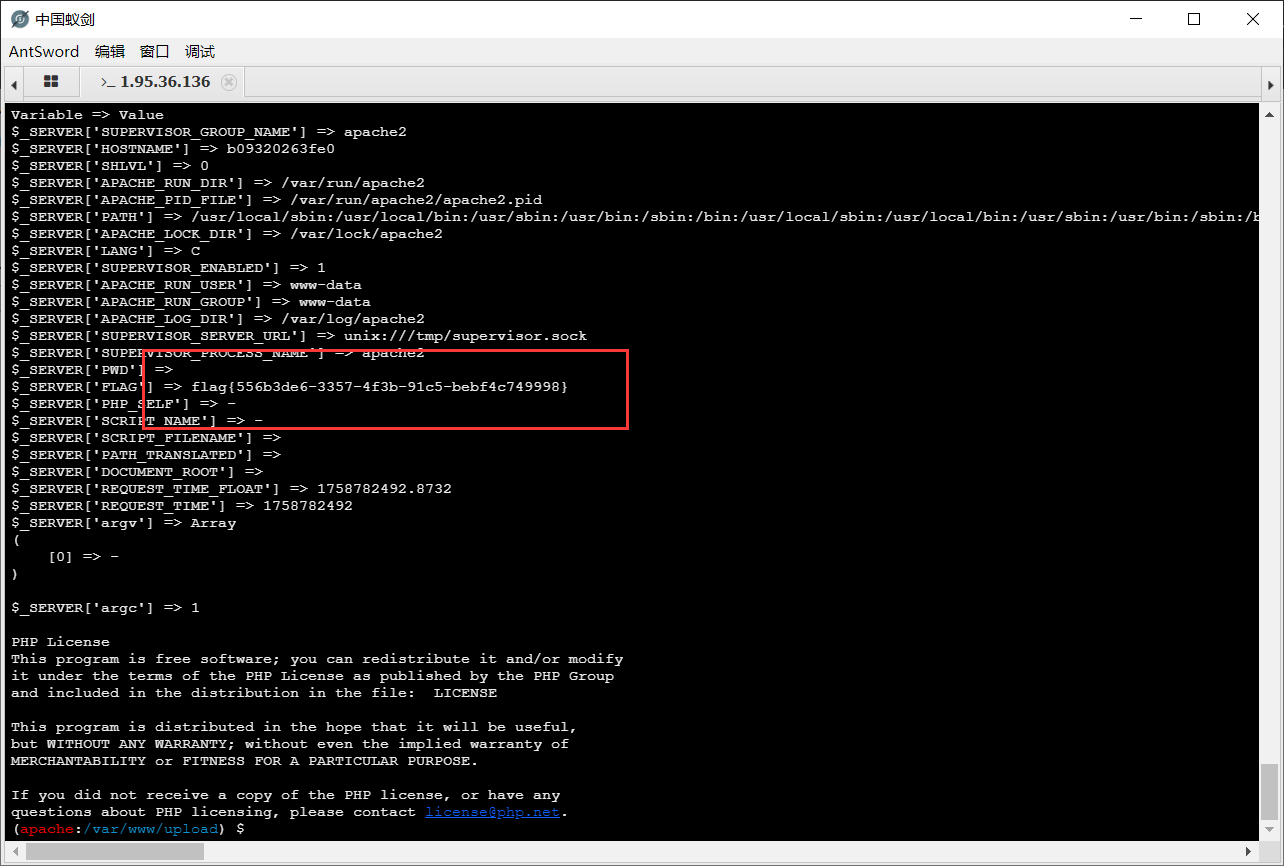 中国蚁剑
AntSword 编辑 窗口 调试
>_ 1.95.36.136
Variable => Value
$_SERVER['SUPERVISOR_GROUP_NAME'] => apache2
$_SERVER['HOSTNAME'] => b09320263fe0
$_SERVER['SHLVL'] => 0
$_SERVER['APACHE_RUN_DIR'] => /var/run/apache2
$_SERVER['APACHE_PID_FILE'] => /var/run/apache2/apache2.pid
$_SERVER['PATH'] => /usr/local/sbin:/usr/local/bin:/usr/sbin:/usr/bin:/sbin:/bin:/usr/local/sbin:/usr/local/bin:/usr/sbin:/usr/bin:/sbin:/b
$_SERVER['APACHE_LOCK_DIR'] => /var/lock/apache2
$_SERVER['LANG'] => C
$_SERVER['SUPERVISOR_ENABLED'] => 1
$_SERVER['APACHE_RUN_USER'] => www-data
$_SERVER['APACHE_RUN_GROUP'] => www-data
$_SERVER['APACHE_LOG_DIR'] => /var/log/apache2
$_SERVER['SUPERVISOR_SERVER_URL'] => unix:///tmp/supervisor.sock
$_SERVER['SUPERVISOR_PROCESS_NAME'] => apache2
$_SERVER['PWD'] =>
$_SERVER['FLAG'] => flag{556b3de6-3357-4f3b-91c5-bebf4c749998}
$_SERVER['PHP_SELF'] => -
$_SERVER['SCRIPT_NAME'] => -
$_SERVER['SCRIPT_FILENAME'] =>
$_SERVER['PATH_TRANSLATED'] =>
$_SERVER['DOCUMENT_ROOT'] =>
$_SERVER['REQUEST_TIME_FLOAT'] => 1758782492.8732
$_SERVER['REQUEST_TIME'] => 1758782492
$_SERVER['argv'] => Array
(
    [0] => -
)
$_SERVER['argc'] => 1
PHP License
This program is free software; you can redistribute it and/or modify
it under the terms of the PHP License as published by the PHP Group
and included in the distribution in the file:  LICENSE
This program is distributed in the hope that it will be useful,
but WITHOUT ANY WARRANTY; without even the implied warranty of
MERCHANTABILITY or FITNESS FOR A PARTICULAR PURPOSE.
If you did not receive a copy of the PHP license, or have any
questions about PHP licensing, please contact license@php.net.
(apache:/var/www/upload) $